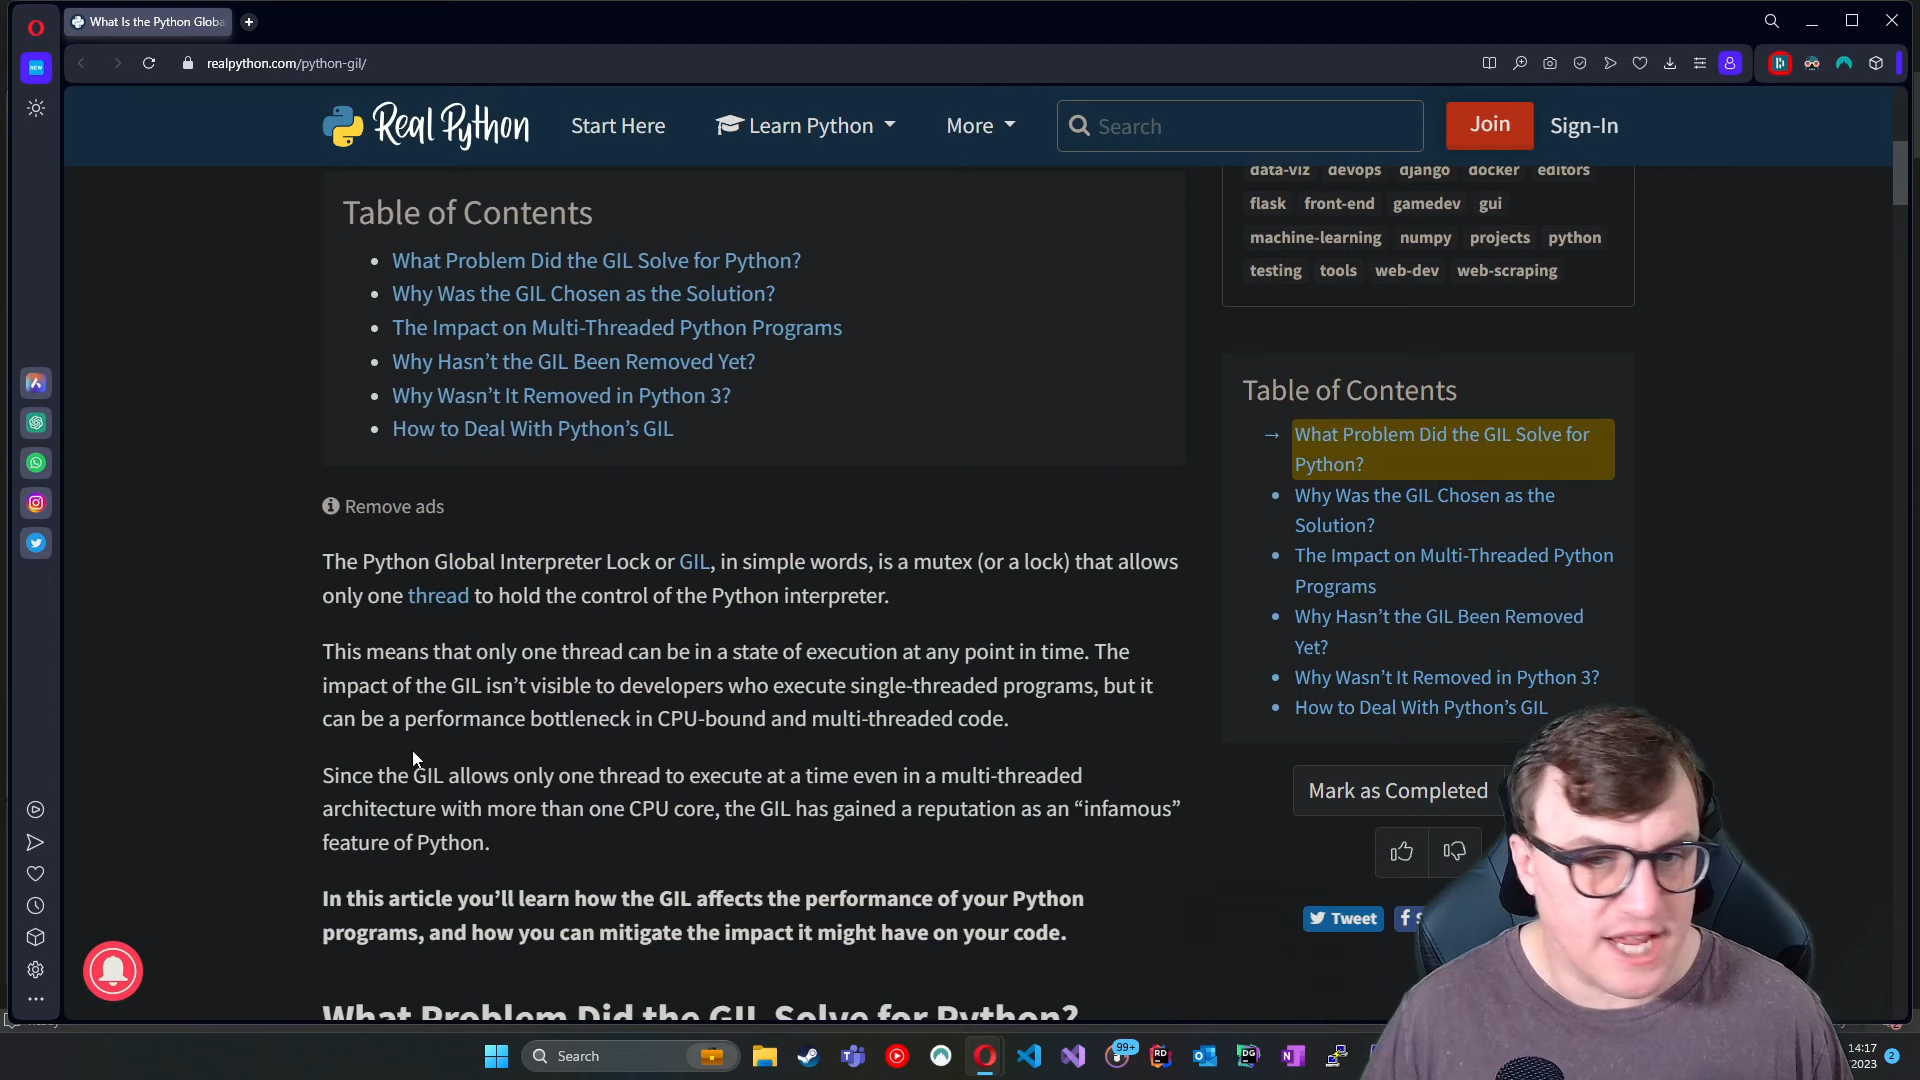 What Is the Python Globa
realpython.com/python-gil/
NEW
Real Python
Start Here
Learn Python
More
Search
Join
Sign-In
data-viz devops django docker editors
flask front-end gamedev gui
machine-learning numpy projects python
testing tools web-dev web-scraping
Table of Contents
What Problem Did the GIL Solve for Python?
Why Was the GIL Chosen as the Solution?
The Impact on Multi-Threaded Python Programs
Why Hasn't the GIL Been Removed Yet?
Why Wasn't It Removed in Python 3?
How to Deal With Python's GIL
Remove ads
The Python Global Interpreter Lock or GIL, in simple words, is a mutex (or a lock) that allows
only one thread to hold the control of the Python interpreter.
This means that only one thread can be in a state of execution at any point in time. The
impact of the GIL isn't visible to developers who execute single-threaded programs, but it
can be a performance bottleneck in CPU-bound and multi-threaded code.
Since the GIL allows only one thread to execute at a time even in a multi-threaded
architecture with more than one CPU core, the GIL has gained a reputation as an “infamous”
feature of Python.
In this article you'll learn how the GIL affects the performance of your Python
programs, and how you can mitigate the impact it might have on your code.
What Problem Did the GIL Solve for Python?
Table of Contents
→ What Problem Did the GIL Solve for
Python?
Why Was the GIL Chosen as the
Solution?
The Impact on Multi-Threaded Python
Programs
Why Hasn't the GIL Been Removed
Yet?
Why Wasn't It Removed in Python 3?
How to Deal With Python's GIL
Mark as Completed
Tweet
Search
99+
RD
DG
14:17
2023
2